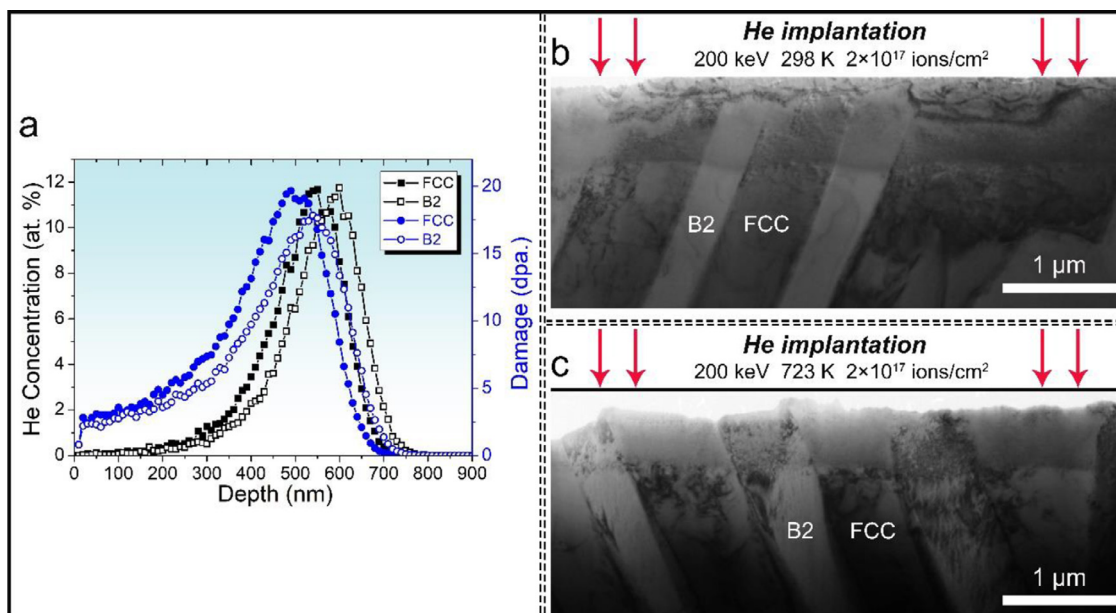 a
He Concentration (at. %)
12
10
8
6
4
2
0
FCC
B2
FCC
B2
20
15
10
5
0
Damage (dpa.)
0 100 200 300 400 500 600 700 800 900
Depth (nm)
b
He implantation
200 keV 298 K 2×10¹⁷ ions/cm²
B2 FCC
1 μm
c
He implantation
200 keV 723 K 2×10¹⁷ ions/cm²
B2 FCC
1 μm